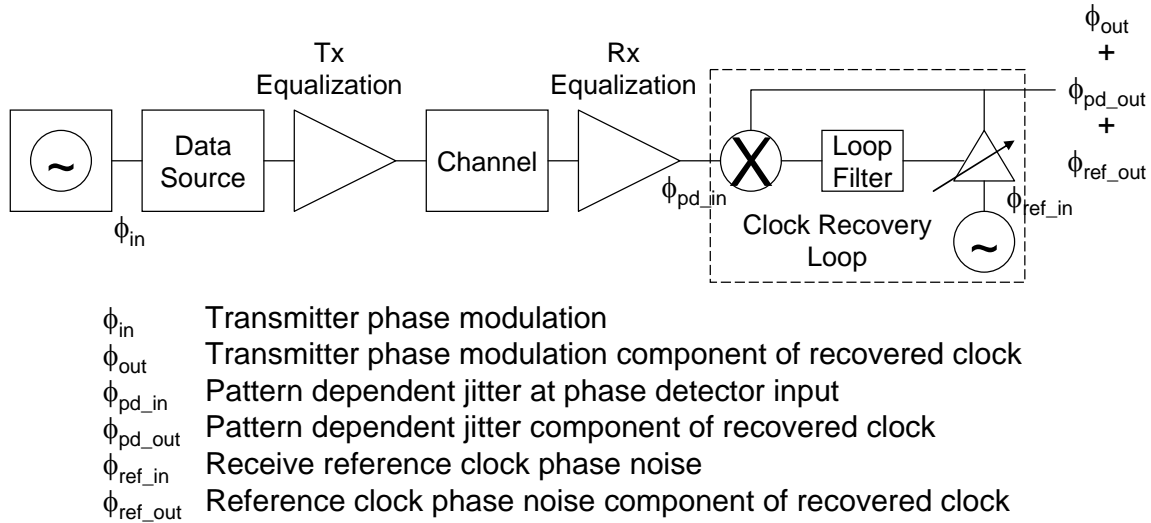 Tx
Equalization
Rx
Equalization
ϕout
+
ϕpd_out
+
ϕref_out
~
Data
Source
Channel
X
Loop
Filter
ϕin
ϕpd_in
ϕref_in
Clock Recovery
Loop
~
ϕin Transmitter phase modulation
ϕout Transmitter phase modulation component of recovered clock
ϕpd_in Pattern dependent jitter at phase detector input
ϕpd_out Pattern dependent jitter component of recovered clock
ϕref_in Receive reference clock phase noise
ϕref_out Reference clock phase noise component of recovered clock